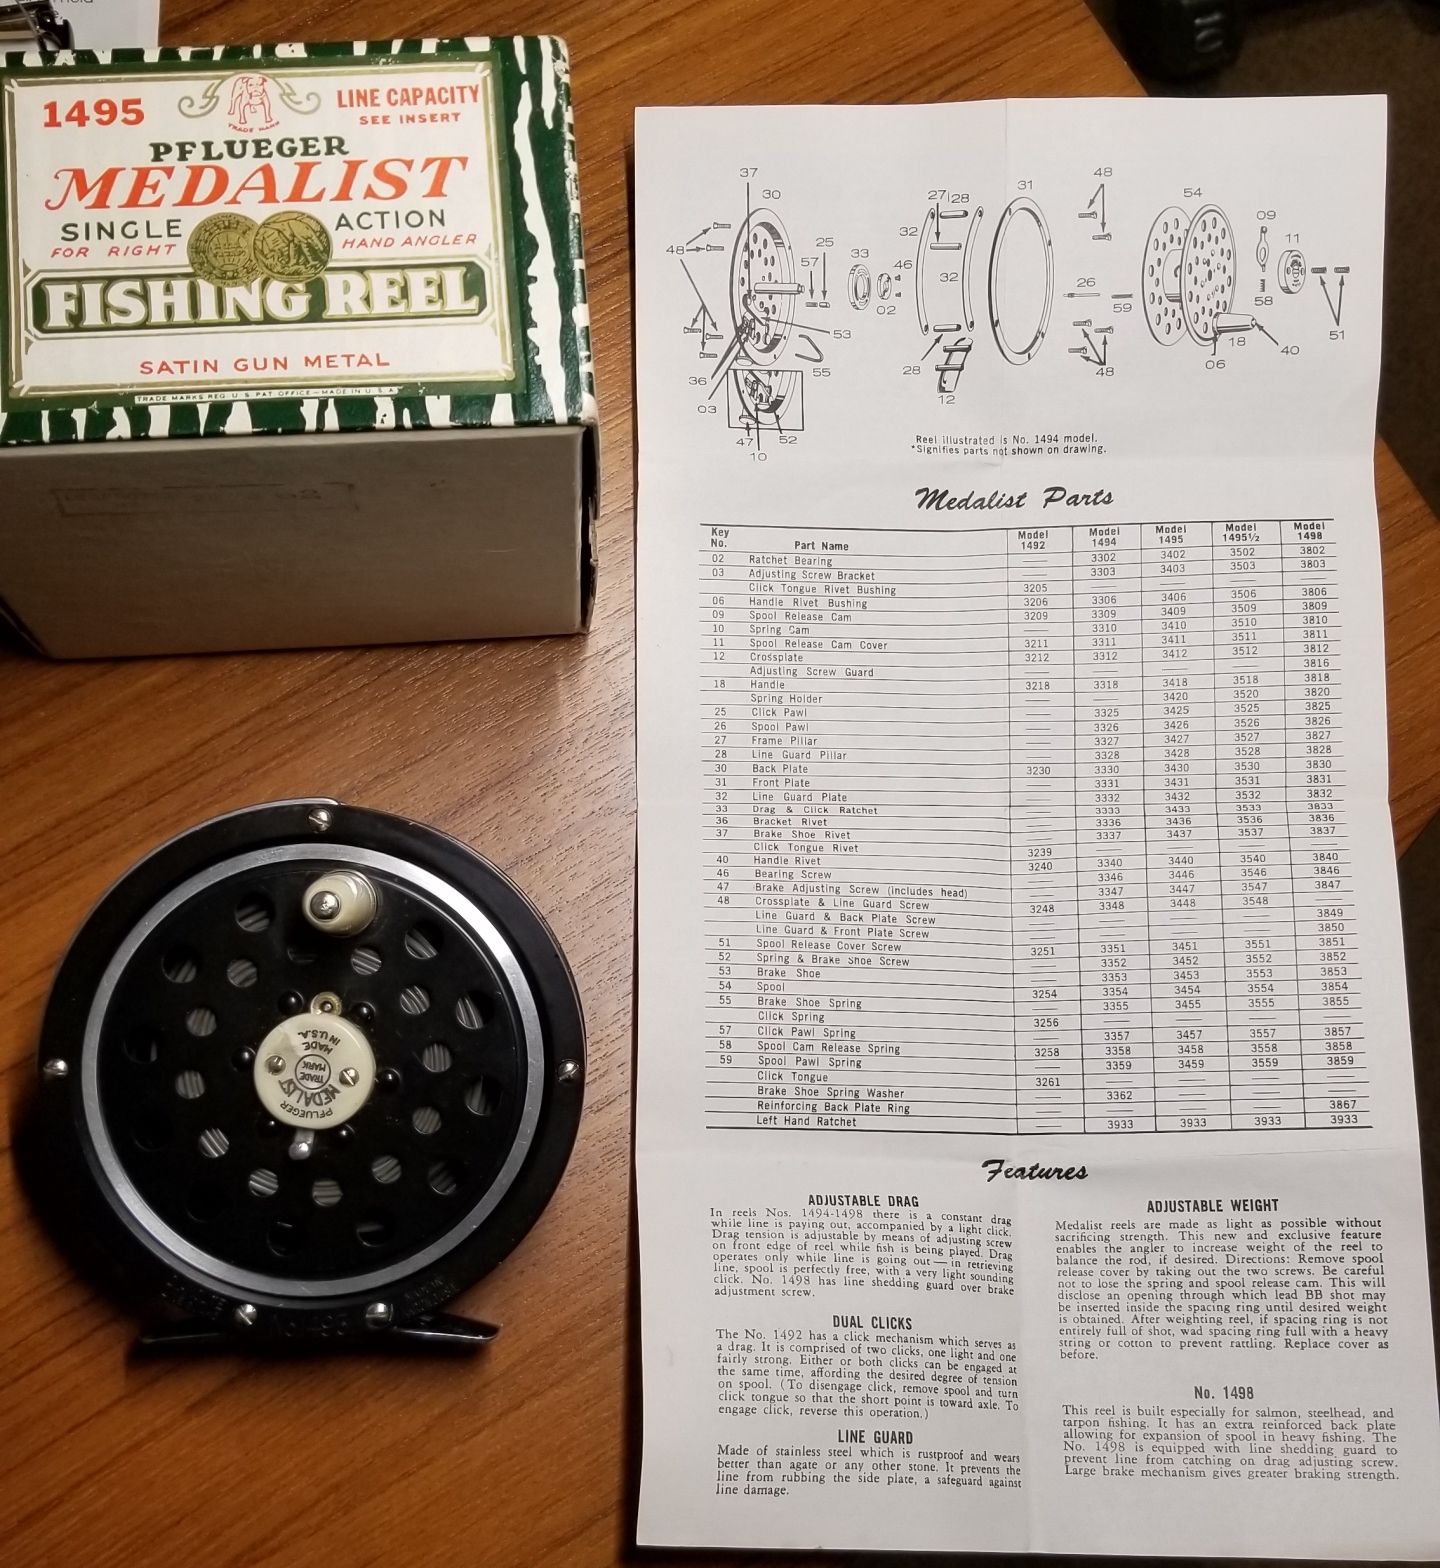 1495
TRADE MARK
LINE CAPACITY
SEE INSERT
PFLUEGER
MEDALIST
SINGLE ACTION
FOR RIGHT HAND ANGLER
FISHING REEL
SATIN GUN METAL
TRADE MARKS REG. U.S. PAT. OFFICE—MADE IN U.S.A.
PFLUEGER
MEDALIST
TRADE
MARK
MADE
IN U.S.A.
10
37
30
48
27 28
31
48
54
09
11
48
25
57
33
46
02
32
32
26
59
58
51
53
55
28
12
48
18
06
40
36
03
47
52
10
Reel illustrated is No. 1494 model.
*Signifies parts not shown on drawing.
Medalist Parts
Key No. Part Name Model 1492 Model 1494 Model 1495 Model 1495½ Model 1498
02 Ratchet Bearing —— 3302 3402 3502 3802
03 Adjusting Screw Bracket —— 3303 3403 3503 3803
Click Tongue Rivet Bushing 3205 —— —— —— ——
06 Handle Rivet Bushing 3206 3306 3406 3506 3806
09 Spool Release Cam 3209 3309 3409 3509 3809
10 Spring Cam —— 3310 3410 3510 3810
11 Spool Release Cam Cover 3211 3311 3411 3511 3811
12 Crossplate 3212 3312 3412 3512 3812
Adjusting Screw Guard —— —— —— —— 3816
18 Handle 3218 3318 3418 3518 3818
Spring Holder —— —— 3420 3520 3820
25 Click Pawl —— 3325 3425 3525 3825
26 Spool Pawl —— 3326 3426 3526 3826
27 Frame Pillar —— 3327 3427 3527 3827
28 Line Guard Pillar —— 3328 3428 3528 3828
30 Back Plate 3230 3330 3430 3530 3830
31 Front Plate —— 3331 3431 3531 3831
32 Line Guard Plate —— 3332 3432 3532 3832
33 Drag & Click Ratchet —— 3333 3433 3533 3833
36 Bracket Rivet —— 3336 3436 3536 3836
37 Brake Shoe Rivet —— 3337 3437 3537 3837
Click Tongue Rivet 3239 —— —— —— ——
40 Handle Rivet 3240 3340 3440 3540 3840
46 Bearing Screw —— 3346 3446 3546 3846
47 Brake Adjusting Screw (includes head) —— 3347 3447 3547 3847
48 Crossplate & Line Guard Screw 3248 3348 3448 3548 ——
Line Guard & Back Plate Screw —— —— —— —— 3849
Line Guard & Front Plate Screw —— —— —— —— 3850
51 Spool Release Cover Screw 3251 3351 3451 3551 3851
52 Spring & Brake Shoe Screw —— 3352 3452 3552 3852
53 Brake Shoe —— 3353 3453 3553 3853
54 Spool 3254 3354 3454 3554 3854
55 Brake Shoe Spring —— 3355 3455 3555 3855
Click Spring 3256 —— —— —— ——
57 Click Pawl Spring —— 3357 3457 3557 3857
58 Spool Cam Release Spring 3258 3358 3458 3558 3858
59 Spool Pawl Spring —— 3359 3459 3559 3859
Click Tongue 3261 —— —— —— ——
Brake Shoe Spring Washer —— 3362 —— —— ——
Reinforcing Back Plate Ring —— —— —— —— 3867
Left Hand Ratchet —— 3933 3933 3933 3933
Features
ADJUSTABLE DRAG
In reels Nos. 1494-1498 there is a constant drag
while line is paying out, accompanied by a light click.
Drag tension is adjustable by means of adjusting screw
on front edge of reel while fish is being played. Drag
operates only while line is going out—in retrieving
line, spool is perfectly free, with a very light sounding
click. No. 1498 has line shedding guard over brake
adjustment screw.
DUAL CLICKS
The No. 1492 has a click mechanism which serves as
a drag. It is comprised of two clicks, one light and one
fairly strong. Either or both clicks can be engaged at
the same time, affording the desired degree of tension
on spool. (To disengage click, remove spool and turn
click tongue so that the short point is toward axle. To
engage click, reverse this operation.)
LINE GUARD
Made of stainless steel which is rustproof and wears
better than agate or any other stone. It prevents the
line from rubbing the side plate, a safeguard against
line damage.
ADJUSTABLE WEIGHT
Medalist reels are made as light as possible without
sacrificing strength. This new and exclusive feature
enables the angler to increase weight of the reel to
balance the rod, if desired. Directions: Remove spool
release cover by taking out the two screws. Be careful
not to lose the spring and spool release cam. This will
disclose an opening through which lead BB shot may
be inserted inside the spacing ring until desired weight
is obtained. After weighting reel, if spacing ring is not
entirely full of shot, wad spacing ring full with a heavy
string or cotton to prevent rattling. Replace cover as
before.
No. 1498
This reel is built especially for salmon, steelhead, and
tarpon fishing. It has an extra reinforced back plate
allowing for expansion of spool in heavy fishing. The
No. 1498 is equipped with line shedding guard to
prevent line from catching on drag adjusting screw.
Large brake mechanism gives greater braking strength.